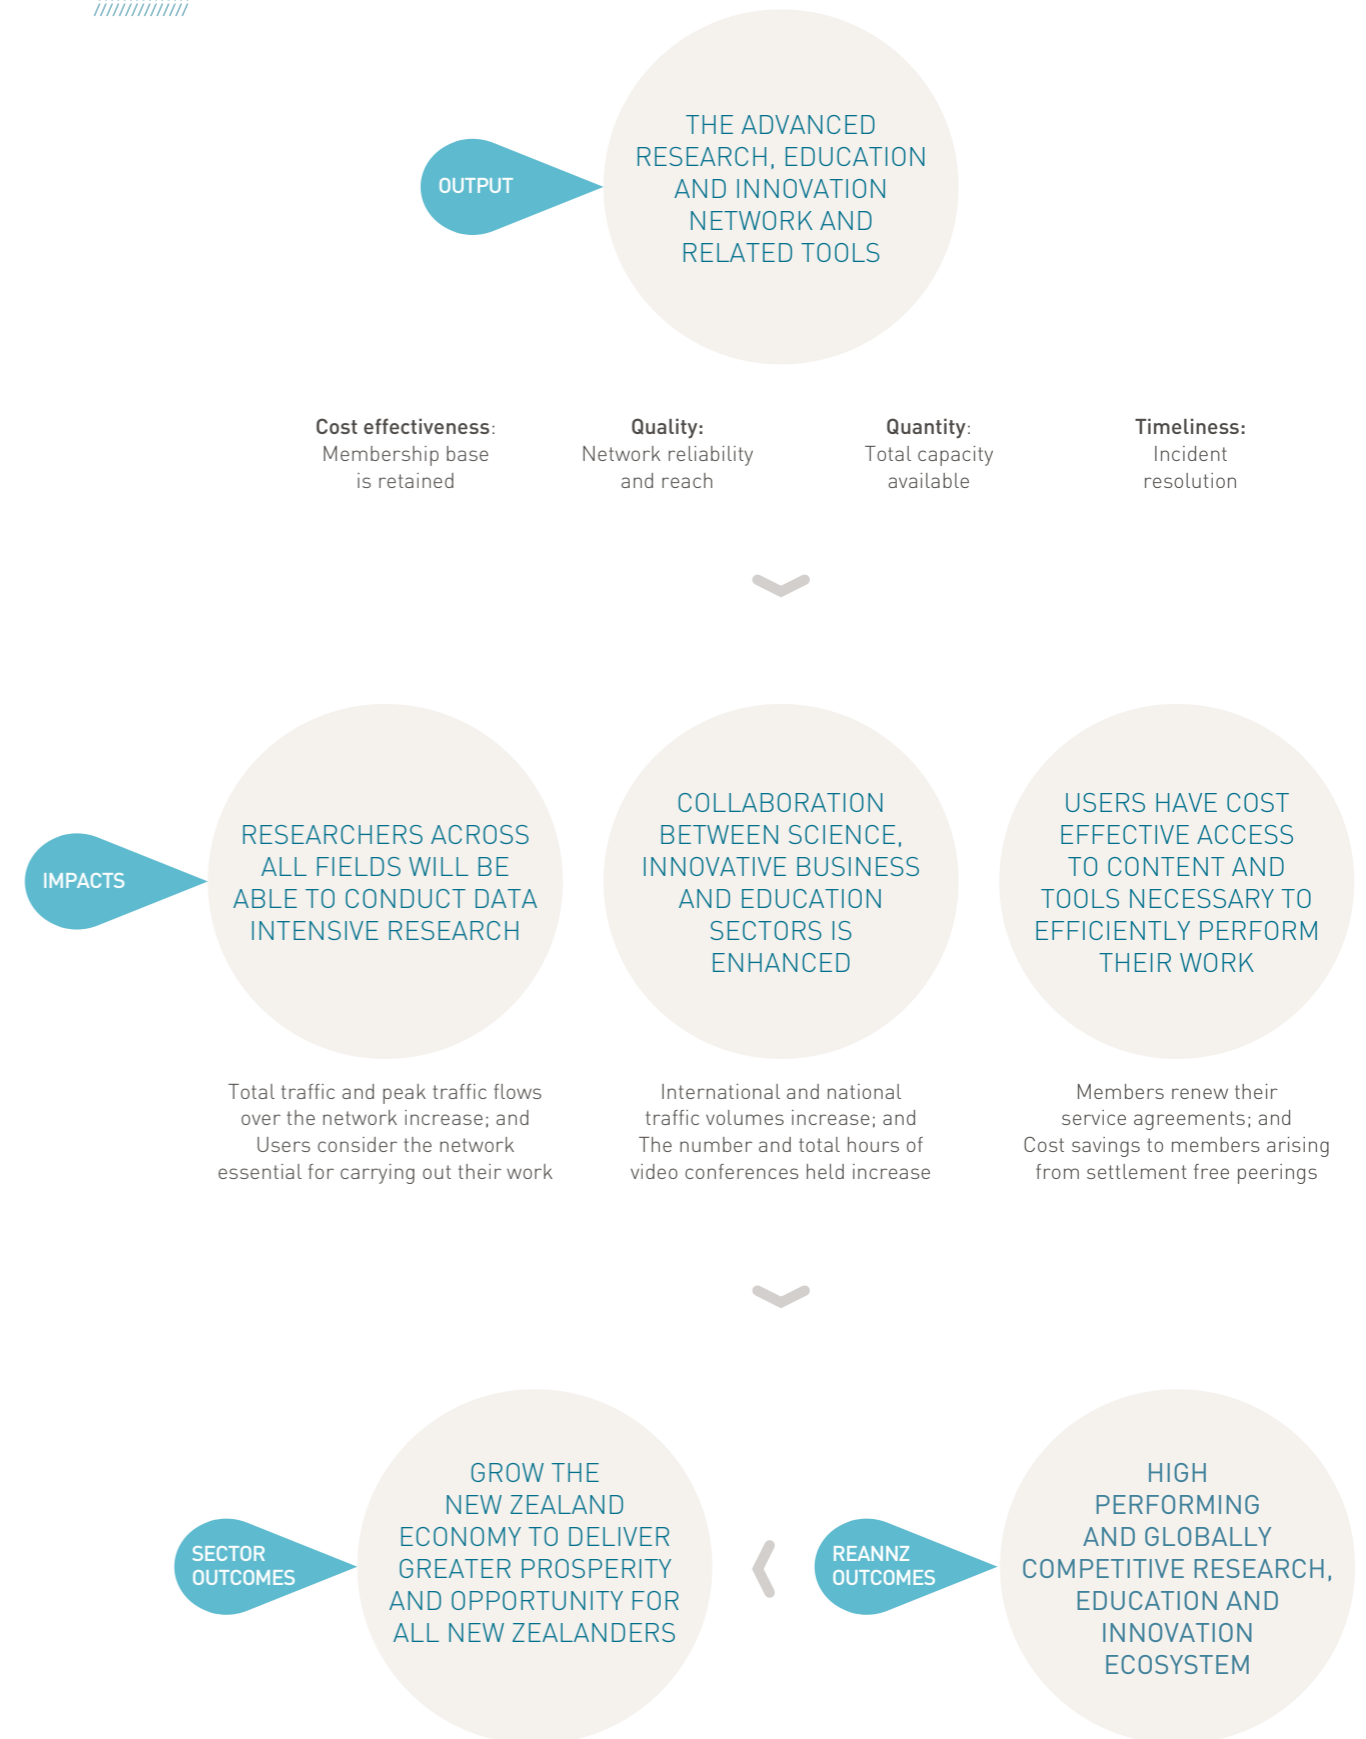 OUTPUT
THE ADVANCED
RESEARCH, EDUCATION
AND INNOVATION
NETWORK AND
RELATED TOOLS
Cost effectiveness:
Membership base
is retained
Quality:
Network reliability
and reach
Quantity:
Total capacity
available
Timeliness:
Incident
resolution
IMPACTS
RESEARCHERS ACROSS
ALL FIELDS WILL BE
ABLE TO CONDUCT DATA
INTENSIVE RESEARCH
Total traffic and peak traffic flows
over the network increase; and
Users consider the network
essential for carrying out their work
COLLABORATION
BETWEEN SCIENCE,
INNOVATIVE BUSINESS
AND EDUCATION
SECTORS IS
ENHANCED
International and national
traffic volumes increase; and
The number and total hours of
video conferences held increase
USERS HAVE COST
EFFECTIVE ACCESS
TO CONTENT AND
TOOLS NECESSARY TO
EFFICIENTLY PERFORM
THEIR WORK
Members renew their
service agreements; and
Cost savings to members arising
from settlement free peerings
SECTOR
OUTCOMES
GROW THE
NEW ZEALAND
ECONOMY TO DELIVER
GREATER PROSPERITY
AND OPPORTUNITY FOR
ALL NEW ZEALANDERS
REANNZ
OUTCOMES
HIGH
PERFORMING
AND GLOBALLY
COMPETITIVE RESEARCH,
EDUCATION AND
INNOVATION
ECOSYSTEM